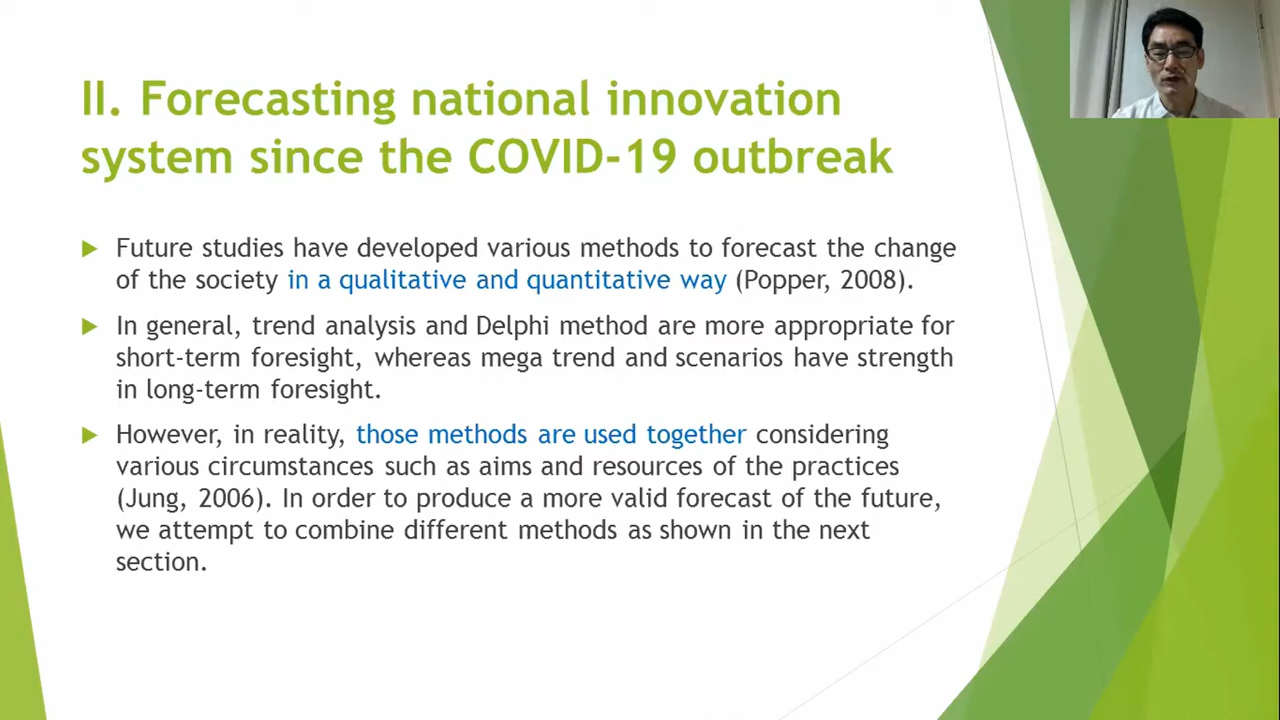 II. Forecasting national innovation
system since the COVID-19 outbreak
Future studies have developed various methods to forecast the change
of the society in a qualitative and quantitative way (Popper, 2008).
In general, trend analysis and Delphi method are more appropriate for
short-term foresight, whereas mega trend and scenarios have strength
in long-term foresight.
However, in reality, those methods are used together considering
various circumstances such as aims and resources of the practices
(Jung, 2006). In order to produce a more valid forecast of the future,
we attempt to combine different methods as shown in the next
section.